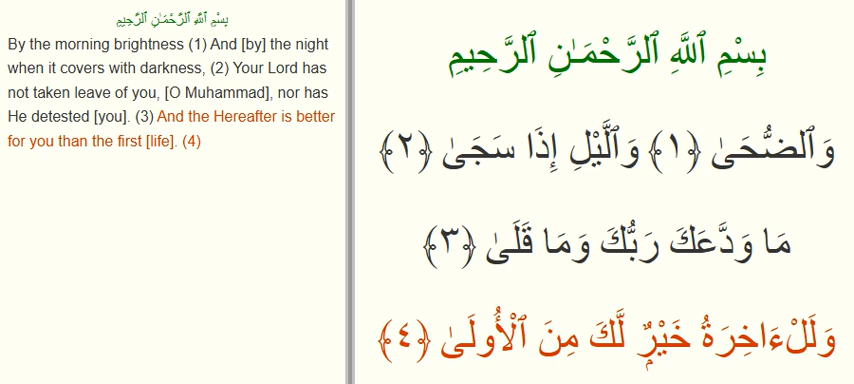 بِسْمِ ٱللَّهِ ٱلرَّحْمَـٰنِ ٱلرَّحِيمِ
By the morning brightness (1) And [by] the night
when it covers with darkness, (2) Your Lord has
not taken leave of you, [O Muhammad], nor has
He detested [you]. (3) And the Hereafter is better
for you than the first [life]. (4)
بِسْمِ ٱللَّهِ ٱلرَّحْمَـٰنِ ٱلرَّحِيمِ
وَٱلضُّحَىٰ ﴿١﴾ وَٱلَّيْلِ إِذَا سَجَىٰ ﴿٢﴾
مَا وَدَّعَكَ رَبُّكَ وَمَا قَلَىٰ ﴿٣﴾
وَلَلْءَاخِرَةُ خَيْرٌۭ لَّكَ مِنَ ٱلْأُولَىٰ ﴿٤﴾